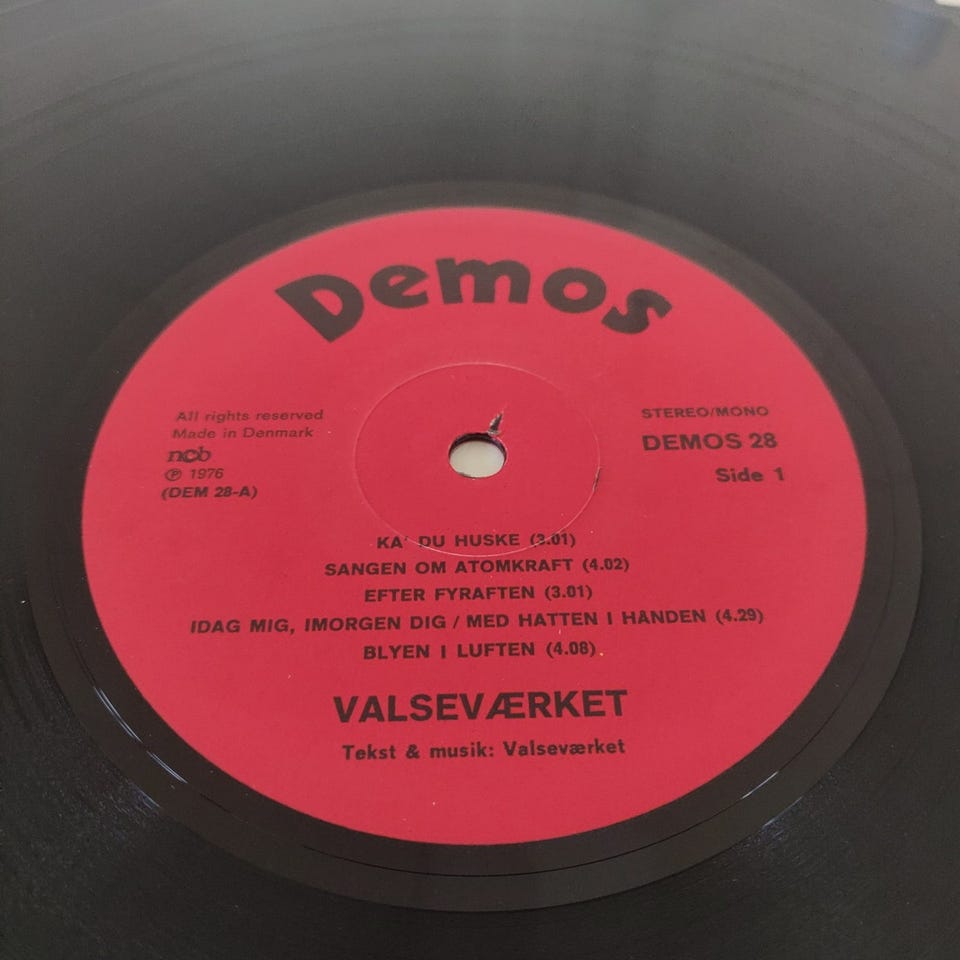 Demos
All rights reserved
Made in Denmark
ncb
Ⓟ 1976
(DEM 28-A)
STEREO/MONO
DEMOS 28
Side 1
KA' DU HUSKE (3.01)
SANGEN OM ATOMKRAFT (4.02)
EFTER FYRAFTEN (3.01)
IDAG MIG, IMORGEN DIG / MED HATTEN I HÅNDEN (4.29)
BLYEN I LUFTEN (4.08)
VALSEVÆRKET
Tekst & musik: Valseværket